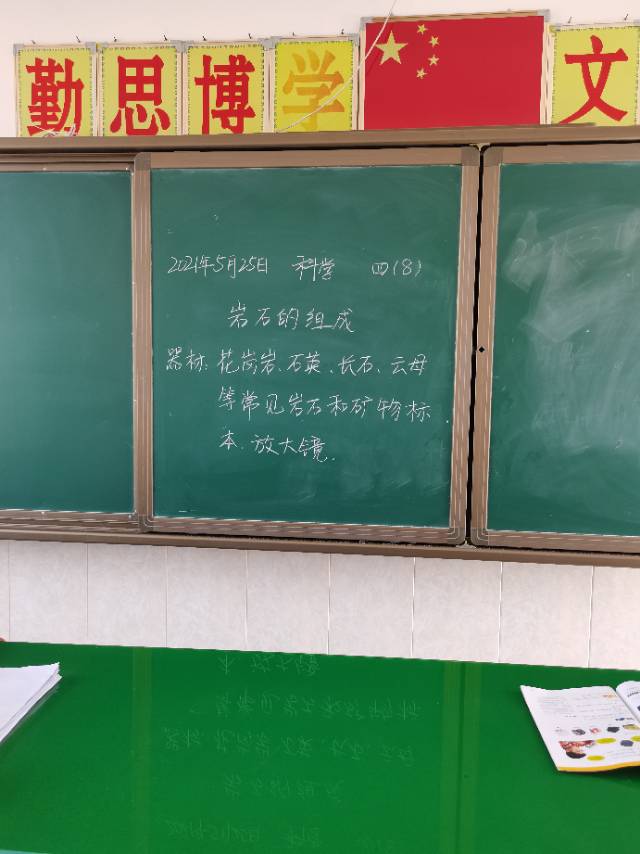 勤思博学 文
2021年5月25日 科学 四(8)
岩石的组成
器材:花岗岩、石英、长石、云母
等常见岩石和矿物标
本、放大镜.